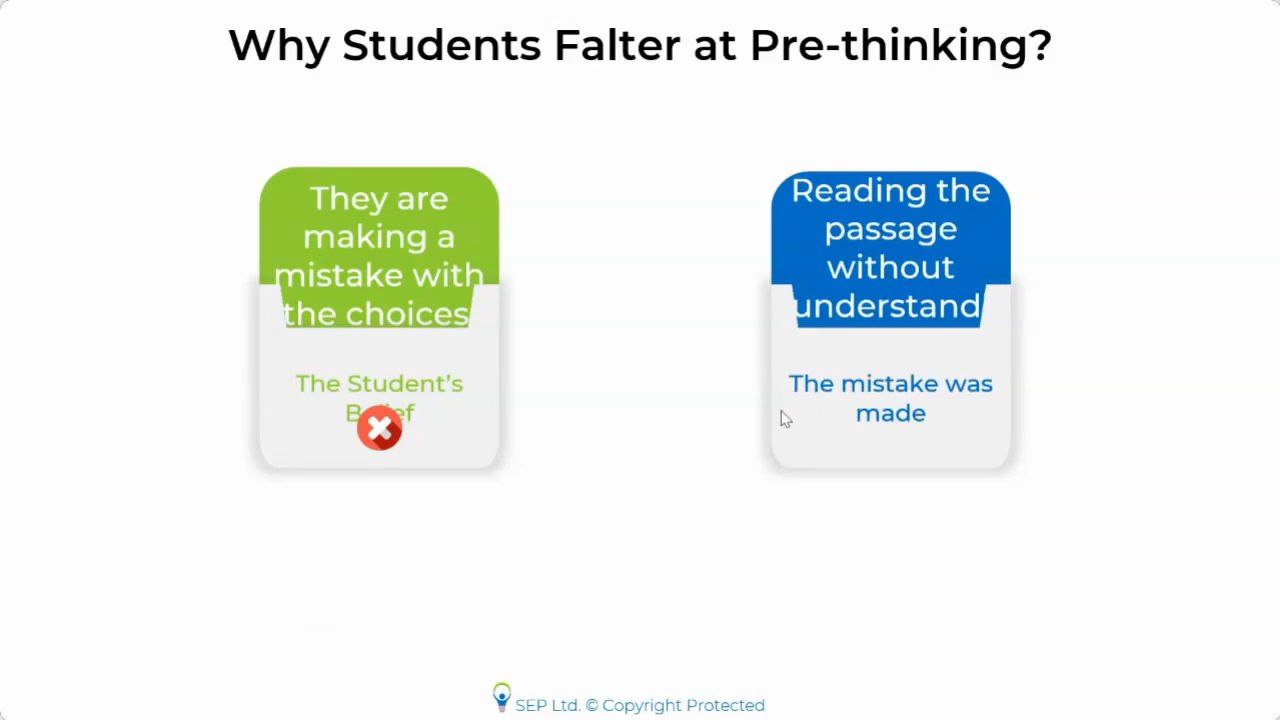 Why Students Falter at Pre-thinking?
They are
making a
mistake with
the choices
The Student's
Reading the
passage
without
understand
The mistake was
made
SEP Ltd. © Copyright Protected